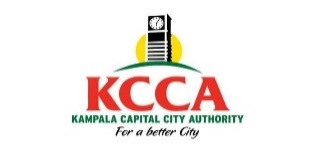 KCCA
KAMPALA CAPITAL CITY AUTHORITY
For a better City